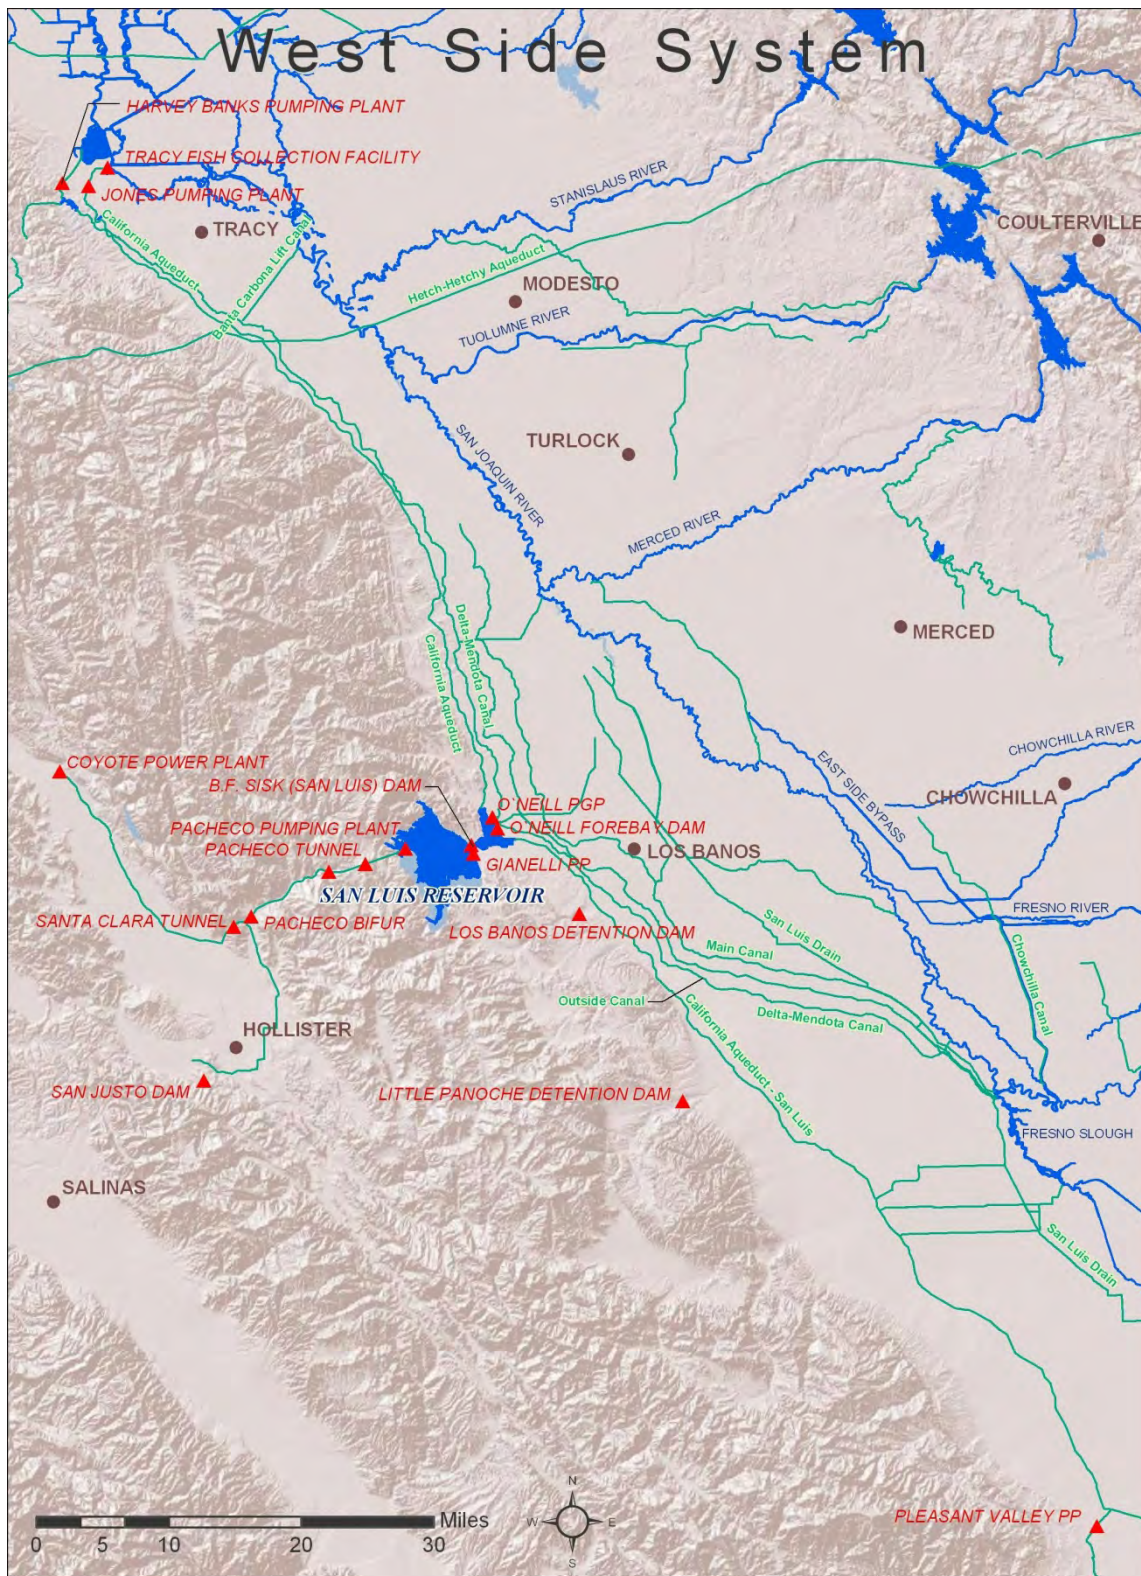 West Side System
HARVEY BANKS PUMPING PLANT
TRACY FISH COLLECTION FACILITY
JONES PUMPING PLANT
STANISLAUS RIVER
California Aqueduct
TRACY
Banta Carbona Lift Canal
COULTERVILLE
Hetch-Hetchy Aqueduct
MODESTO
TUOLUMNE RIVER
TURLOCK
SAN JOAQUIN RIVER
MERCED RIVER
Delta-Mendota Canal
California Aqueduct
MERCED
COYOTE POWER PLANT
B.F. SISK (SAN LUIS) DAM
EAST SIDE BYPASS
CHOWCHILLA RIVER
CHOWCHILLA
O`NEILL PGP
O`NEILL FOREBAY DAM
PACHECO PUMPING PLANT
PACHECO TUNNEL
GIANELLI PP
LOS BANOS
SAN LUIS RESERVOIR
SANTA CLARA TUNNEL
PACHECO BIFUR
LOS BANOS DETENTION DAM
San Luis Drain
FRESNO RIVER
Main Canal
Chowchilla Canal
Outside Canal
Delta-Mendota Canal
California Aqueduct - San Luis
HOLLISTER
SAN JUSTO DAM
LITTLE PANOCHE DETENTION DAM
FRESNO SLOUGH
SALINAS
San Luis Drain
PLEASANT VALLEY PP
N
W E
S
Miles
0 5 10 20 30